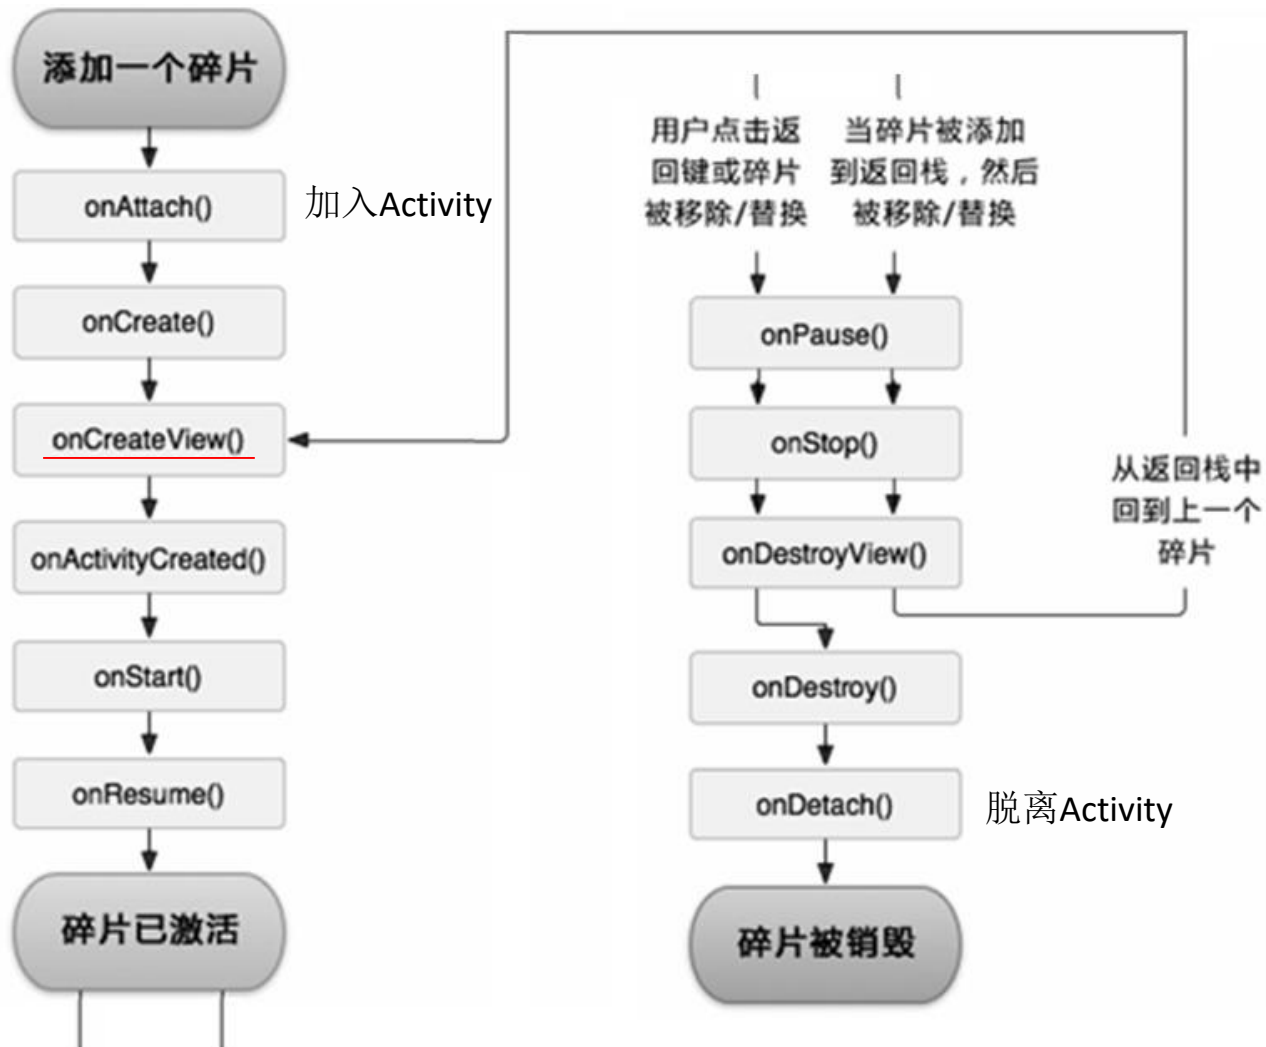 添加一个碎片
onAttach()
加入Activity
onCreate()
onCreateView()
onActivityCreated()
onStart()
onResume()
碎片已激活
用户点击返
回键或碎片
被移除/替换
当碎片被添加
到返回栈，然后
被移除/替换
onPause()
onStop()
onDestroyView()
从返回栈中
回到上一个
碎片
onDestroy()
onDetach()
脱离Activity
碎片被销毁